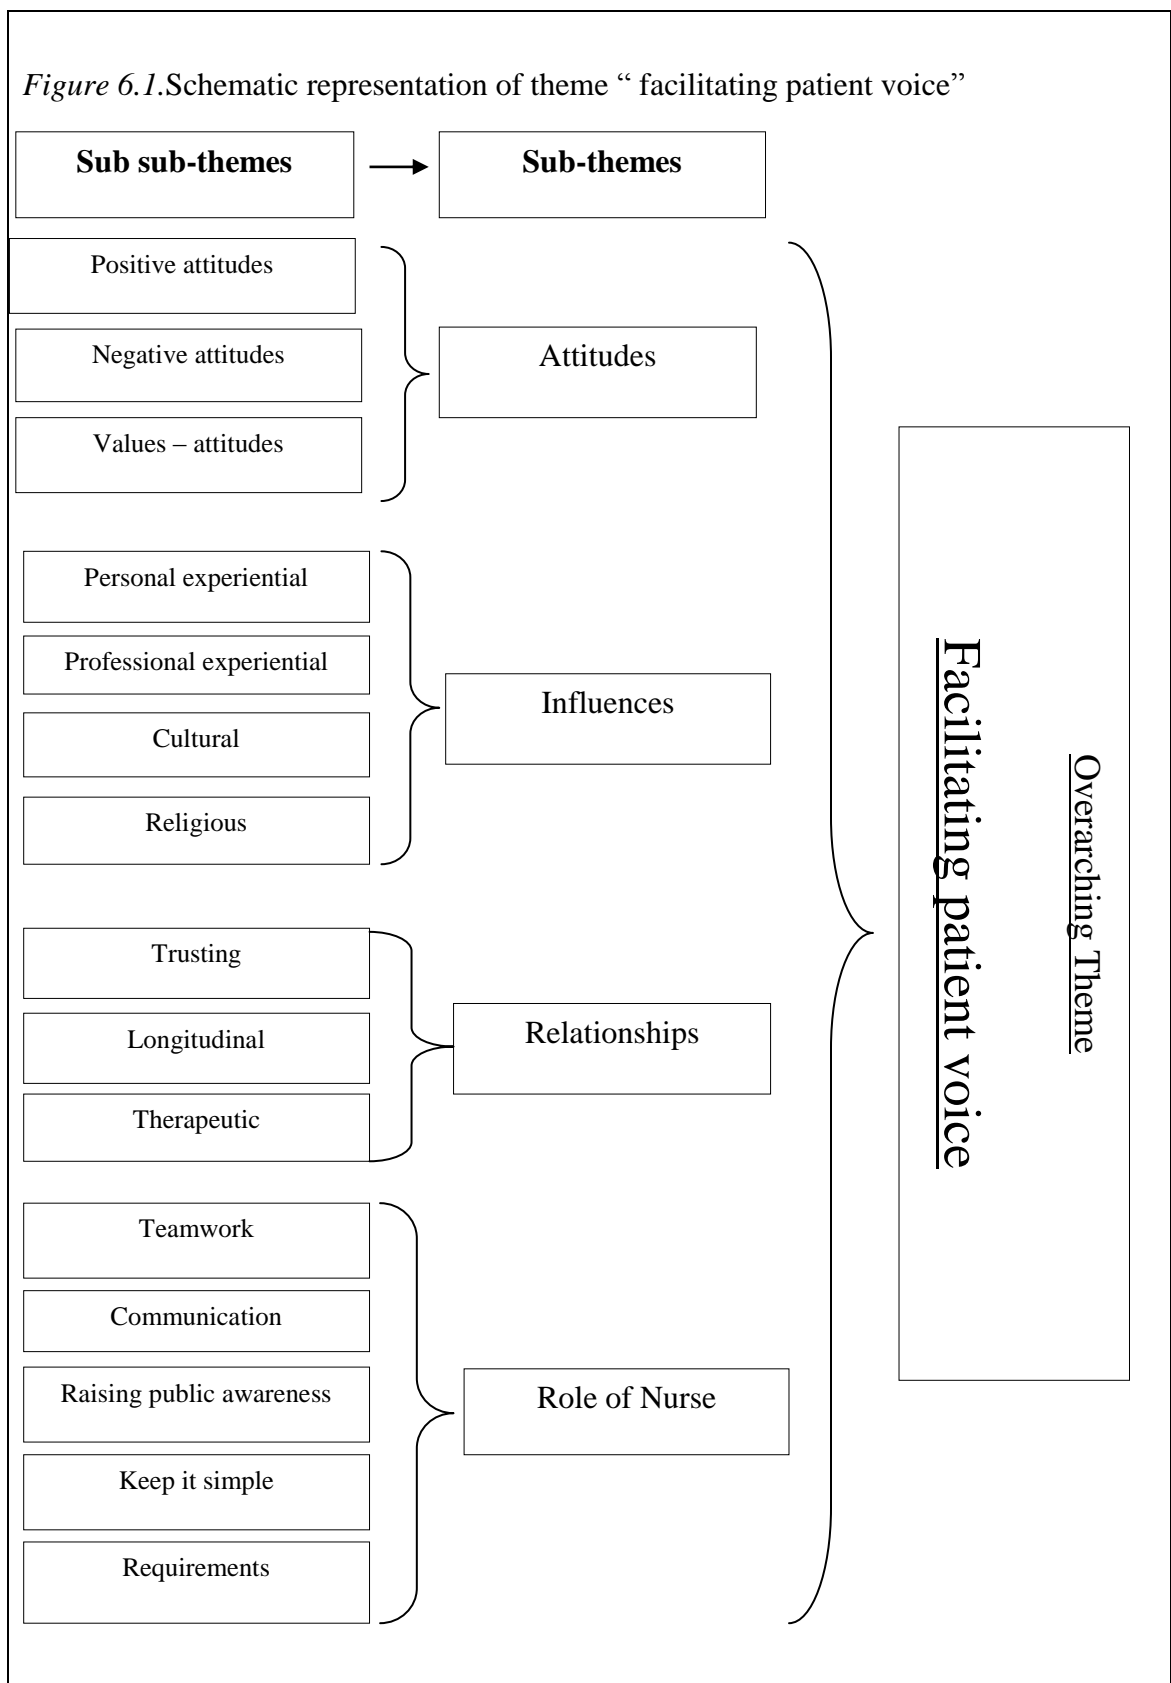 Figure 6.1.Schematic representation of theme “ facilitating patient voice”
Sub sub-themes
Sub-themes
Positive attitudes
Negative attitudes
Values – attitudes
Attitudes
Personal experiential
Professional experiential
Cultural
Religious
Influences
Trusting
Longitudinal
Therapeutic
Relationships
Teamwork
Communication
Raising public awareness
Keep it simple
Requirements
Role of Nurse
Overarching Theme
Facilitating patient voice